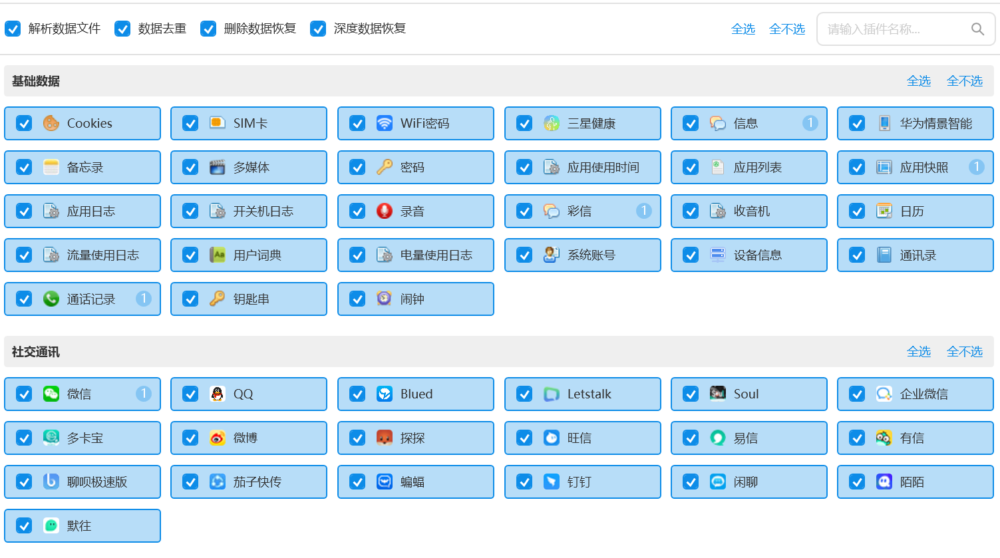 解析数据文件 数据去重 删除数据恢复 深度数据恢复 全选 全不选 请输入插件名称...
基础数据 全选 全不选
Cookies SIM卡 WiFi密码 三星健康 信息 1 华为情景智能
备忘录 多媒体 密码 应用使用时间 应用列表 应用快照 1
应用日志 开关机日志 录音 彩信 1 收音机 日历
流量使用日志 Aa 用户词典 电量使用日志 系统账号 设备信息 通讯录
通话记录 1 钥匙串 闹钟
社交通讯 全选 全不选
微信 1 QQ Blued Letstalk Soul 企业微信
多卡宝 微博 探探 旺信 易信 有信
聊呗极速版 茄子快传 蝙蝠 钉钉 闲聊 陌陌
默往